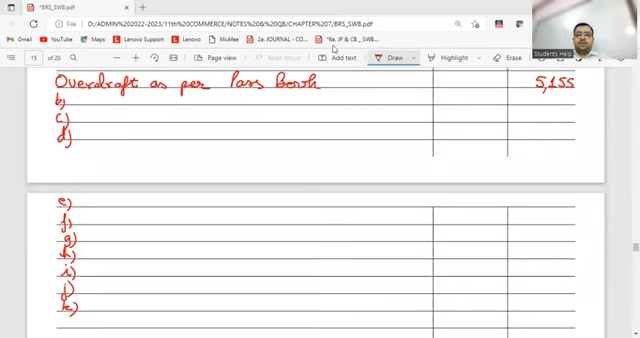 *BRS_SWB.pdf
File
D:/ADMIN%202022-2023/11th%20COMMERCE/NOTES%20&%20QB/CHAPTER%207/BRS_SWB.pdf
Gmail
YouTube
Maps
Lenovo Support
Lenovo
McAfee
2e. JOURNAL - CO...
*6a. JP & CB _ SWB...
Students Help
15 of 20
Page view
Read aloud
Add text
Draw
Highlight
Erase
Overdraft as per Pass Book 5,155
b)
c)
d)
e)
f)
g)
h)
i)
j)
k)